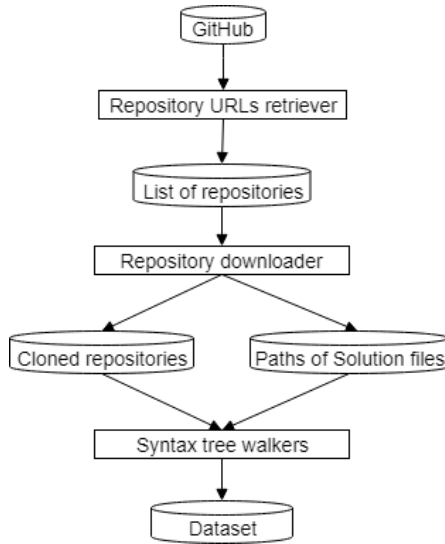 GitHub
Repository URLs retriever
List of repositories
Repository downloader
Cloned repositories
Paths of Solution files
Syntax tree walkers
Dataset